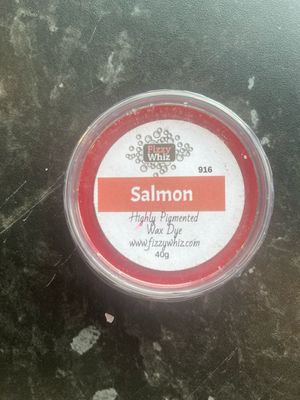 Fizzy
Whiz
916
Salmon
Highly Pigmented
Wax Dye
www.fizzywhiz.com
40g